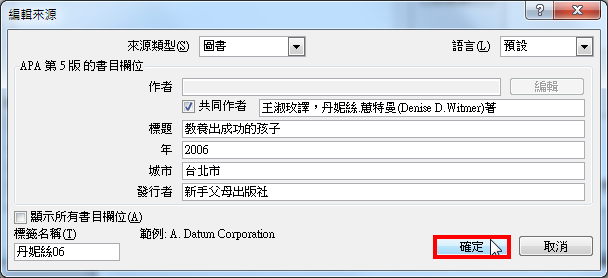 編輯來源
來源類型(S) 圖書 語言(L) 預設
APA 第 5 版 的書目欄位
作者 編輯
共同作者 王淑玫譯，丹妮絲.蕙特曼(Denise D.Witmer)著
標題 教養出成功的孩子
年 2006
城市 台北市
發行者 新手父母出版社
顯示所有書目欄位(A)
標籤名稱(T) 範例: A. Datum Corporation
丹妮絲06 確定 取消